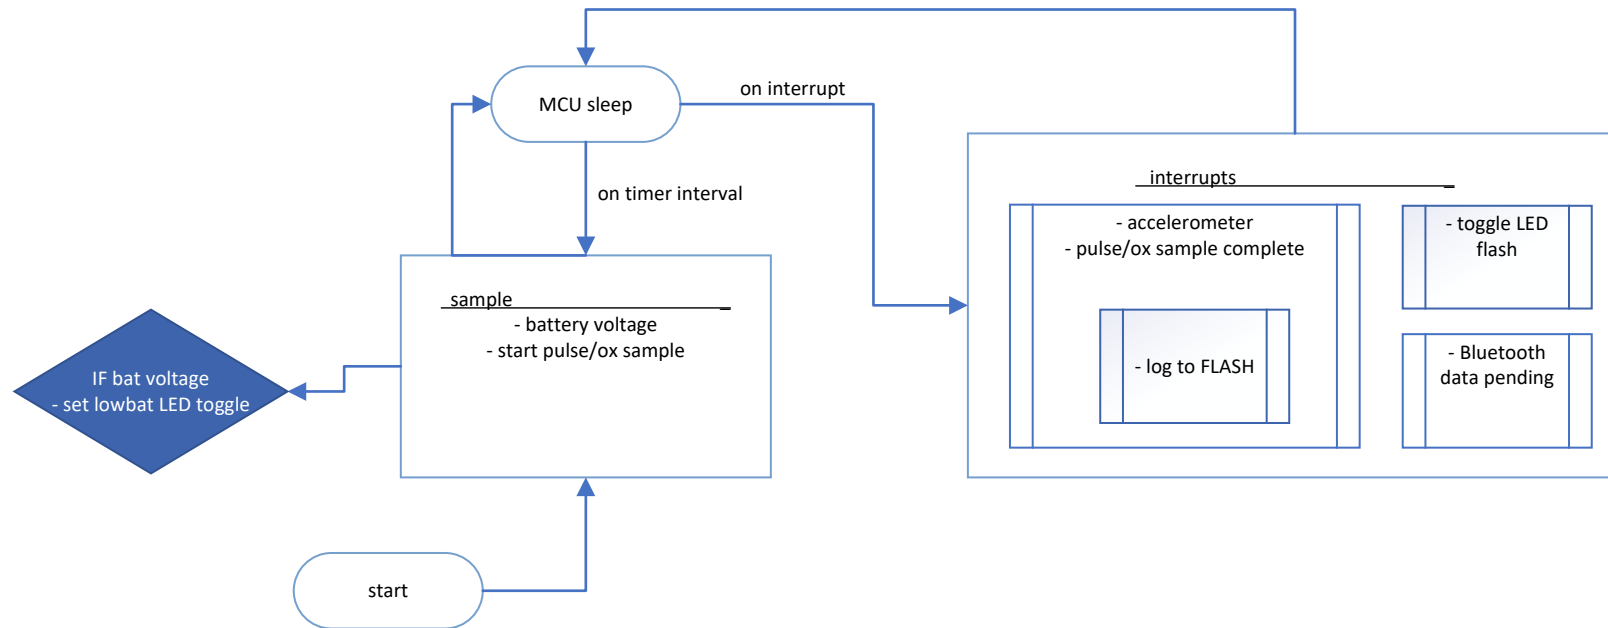 MCU sleep
on interrupt
on timer interval
sample
- battery voltage
- start pulse/ox sample
IF bat voltage
- set lowbat LED toggle
start
interrupts
- accelerometer
- pulse/ox sample complete
- log to FLASH
- toggle LED
flash
- Bluetooth
data pending